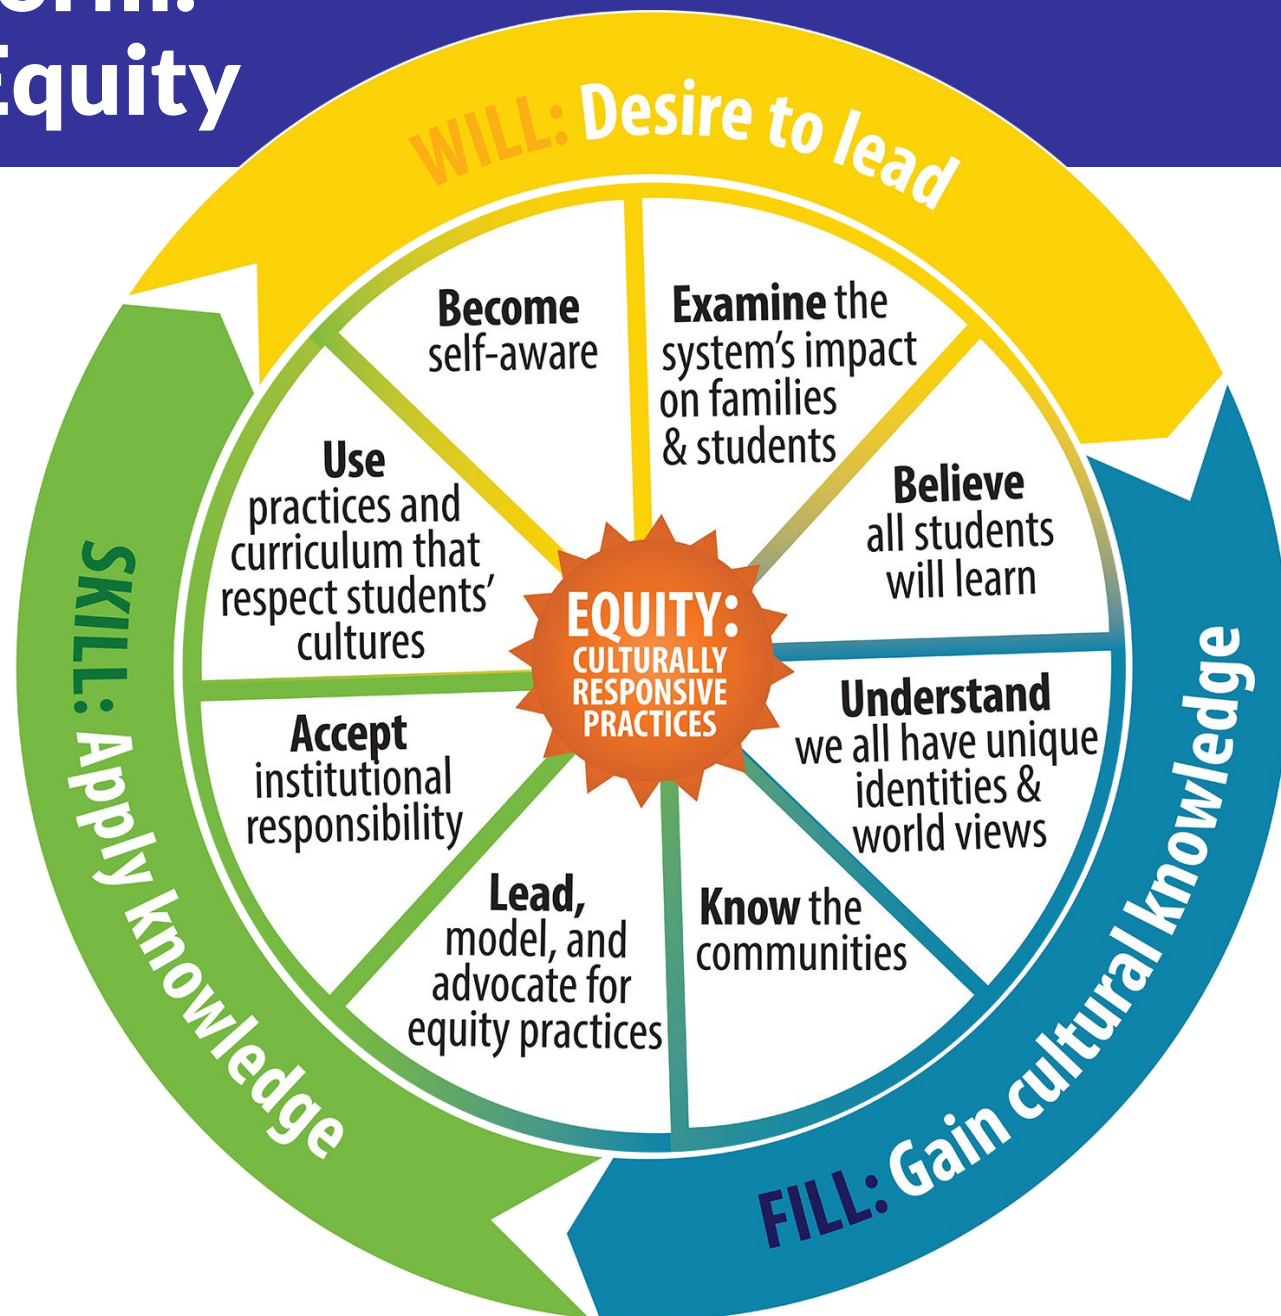 Equity
WILL: Desire to lead
Become
self-aware
Examine the
system's impact
on families
& students
Believe
all students
will learn
Understand
we all have unique
identities &
world views
Know the
communities
Lead,
model, and
advocate for
equity practices
Accept
institutional
responsibility
Use
practices and
curriculum that
respect students'
cultures
EQUITY:
CULTURALLY
RESPONSIVE
PRACTICES
FILL: Gain cultural knowledge
SKILL: Apply knowledge